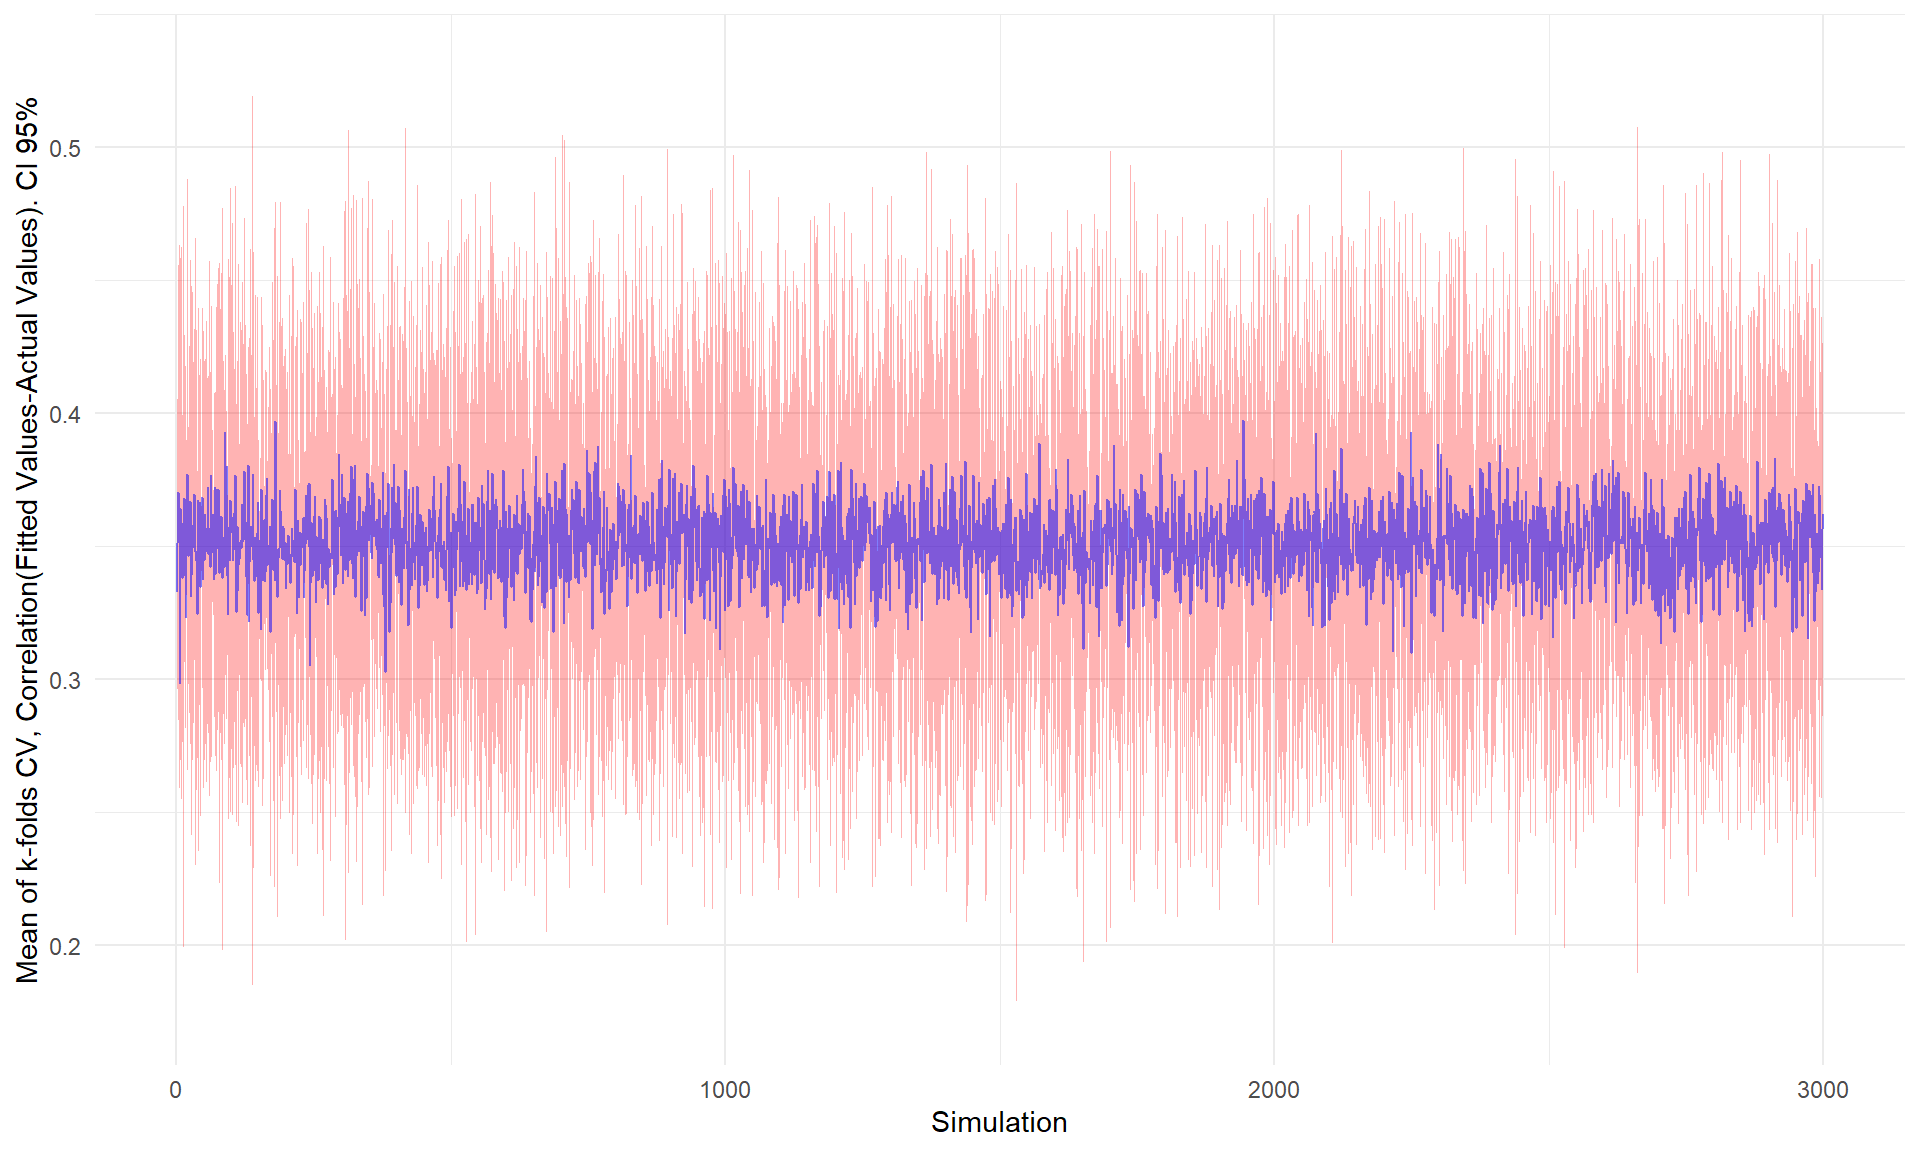 Mean of k-folds CV, Correlation(Fitted Values-Actual Values). CI 95%
0.5
0.4
0.3
0.2
0 1000 2000 3000
Simulation